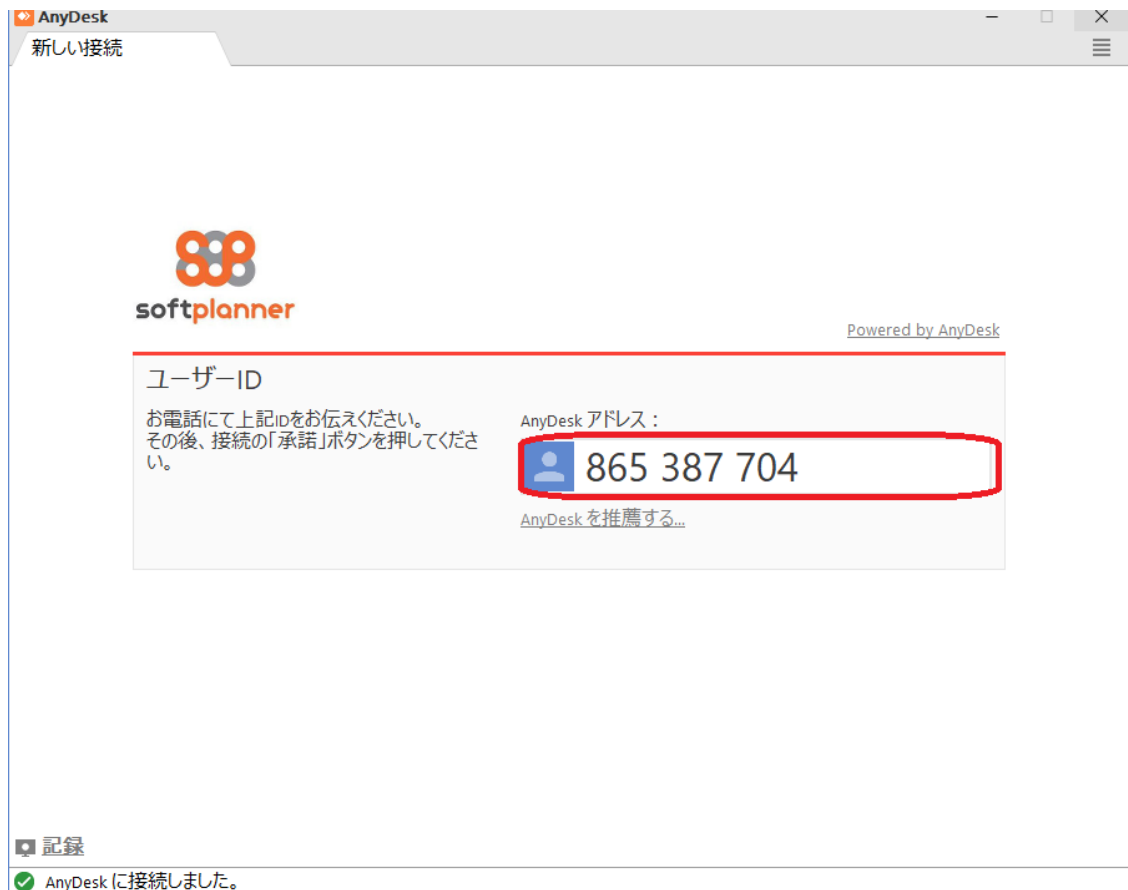 AnyDesk
新しい接続
softplanner
Powered by AnyDesk
ユーザーID
お電話にて上記IDをお伝えください。
その後、接続の「承諾」ボタンを押してくださ
い。
AnyDesk アドレス：
865 387 704
AnyDesk を推薦する...
記録
AnyDesk に接続しました。